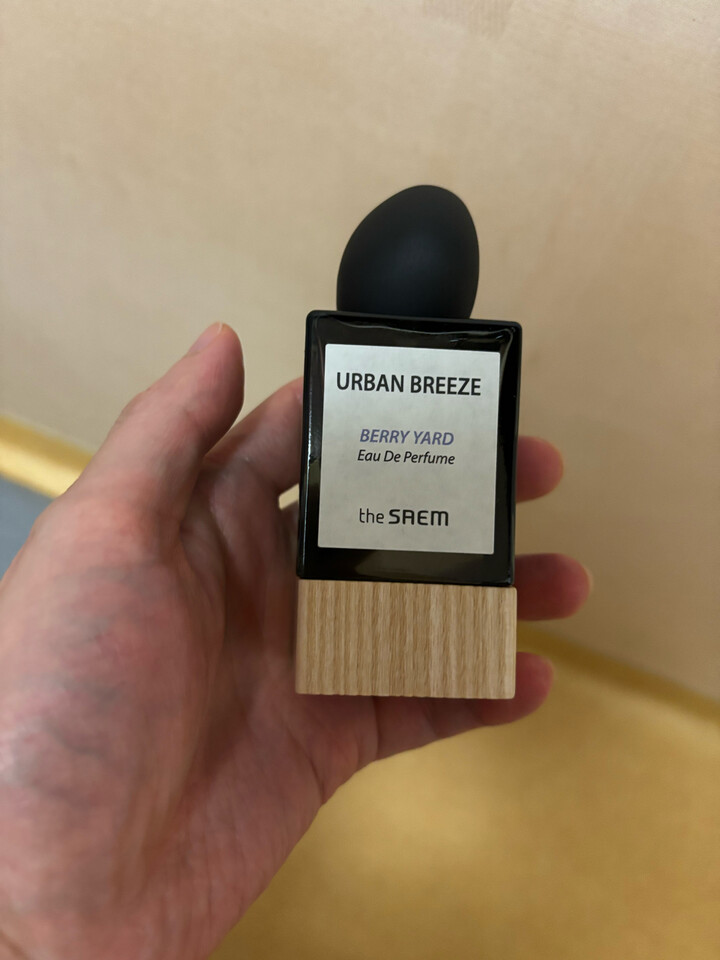 URBAN BREEZE
BERRY YARD
Eau De Perfume
the SAEM